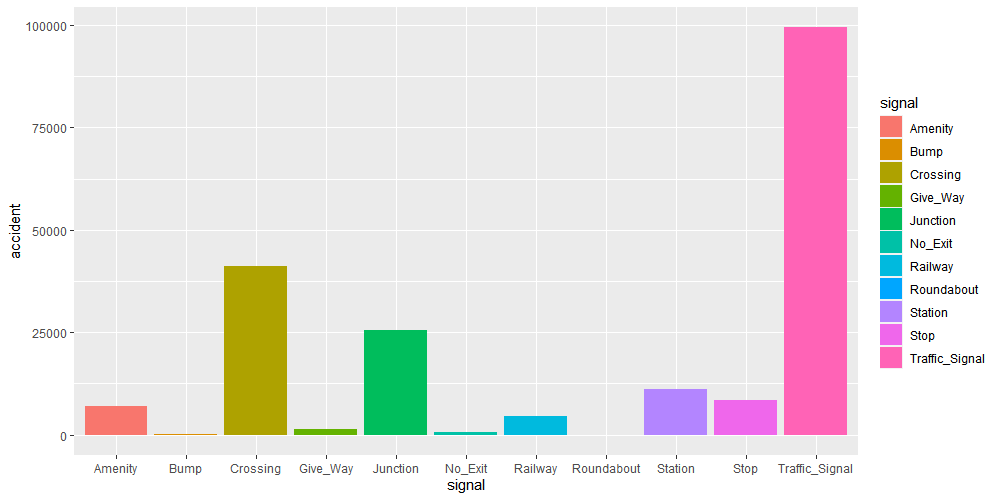 100000
75000
50000
25000
0
accident
Amenity Bump Crossing Give_Way Junction No_Exit Railway Roundabout Station Stop Traffic_Signal
signal
signal
Amenity
Bump
Crossing
Give_Way
Junction
No_Exit
Railway
Roundabout
Station
Stop
Traffic_Signal